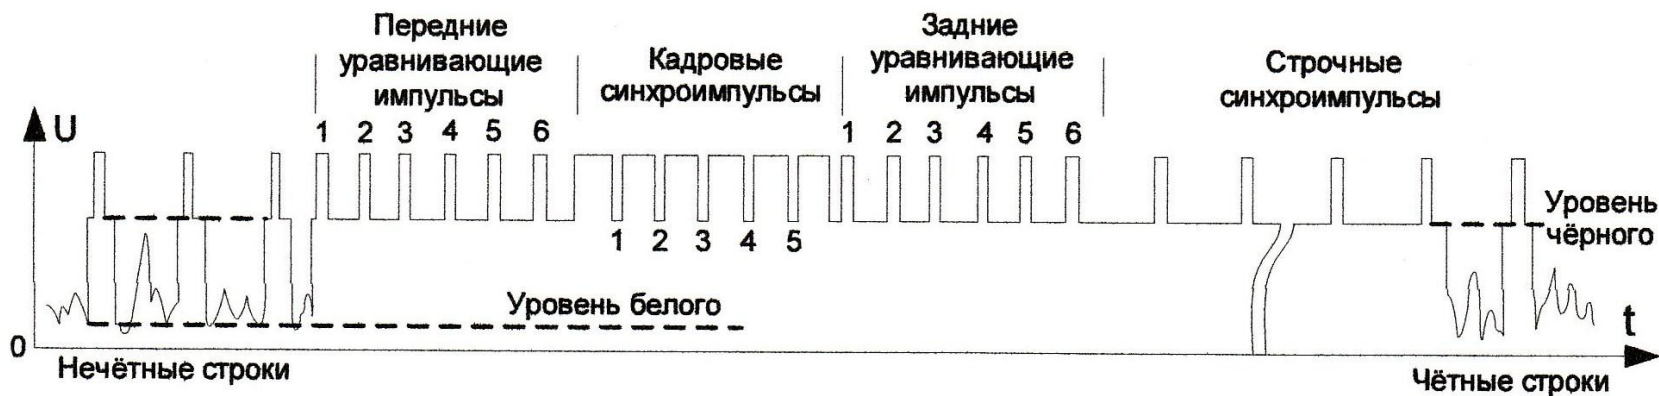 Передние
уравнивающие
импульсы
Кадровые
синхроимпульсы
Задние
уравнивающие
импульсы
Строчные
синхроимпульсы
U
1 2 3 4 5 6
1 2 3 4 5 6
1 2 3 4 5
Уровень
чёрного
Уровень белого
t
0
Нечётные строки
Чётные строки